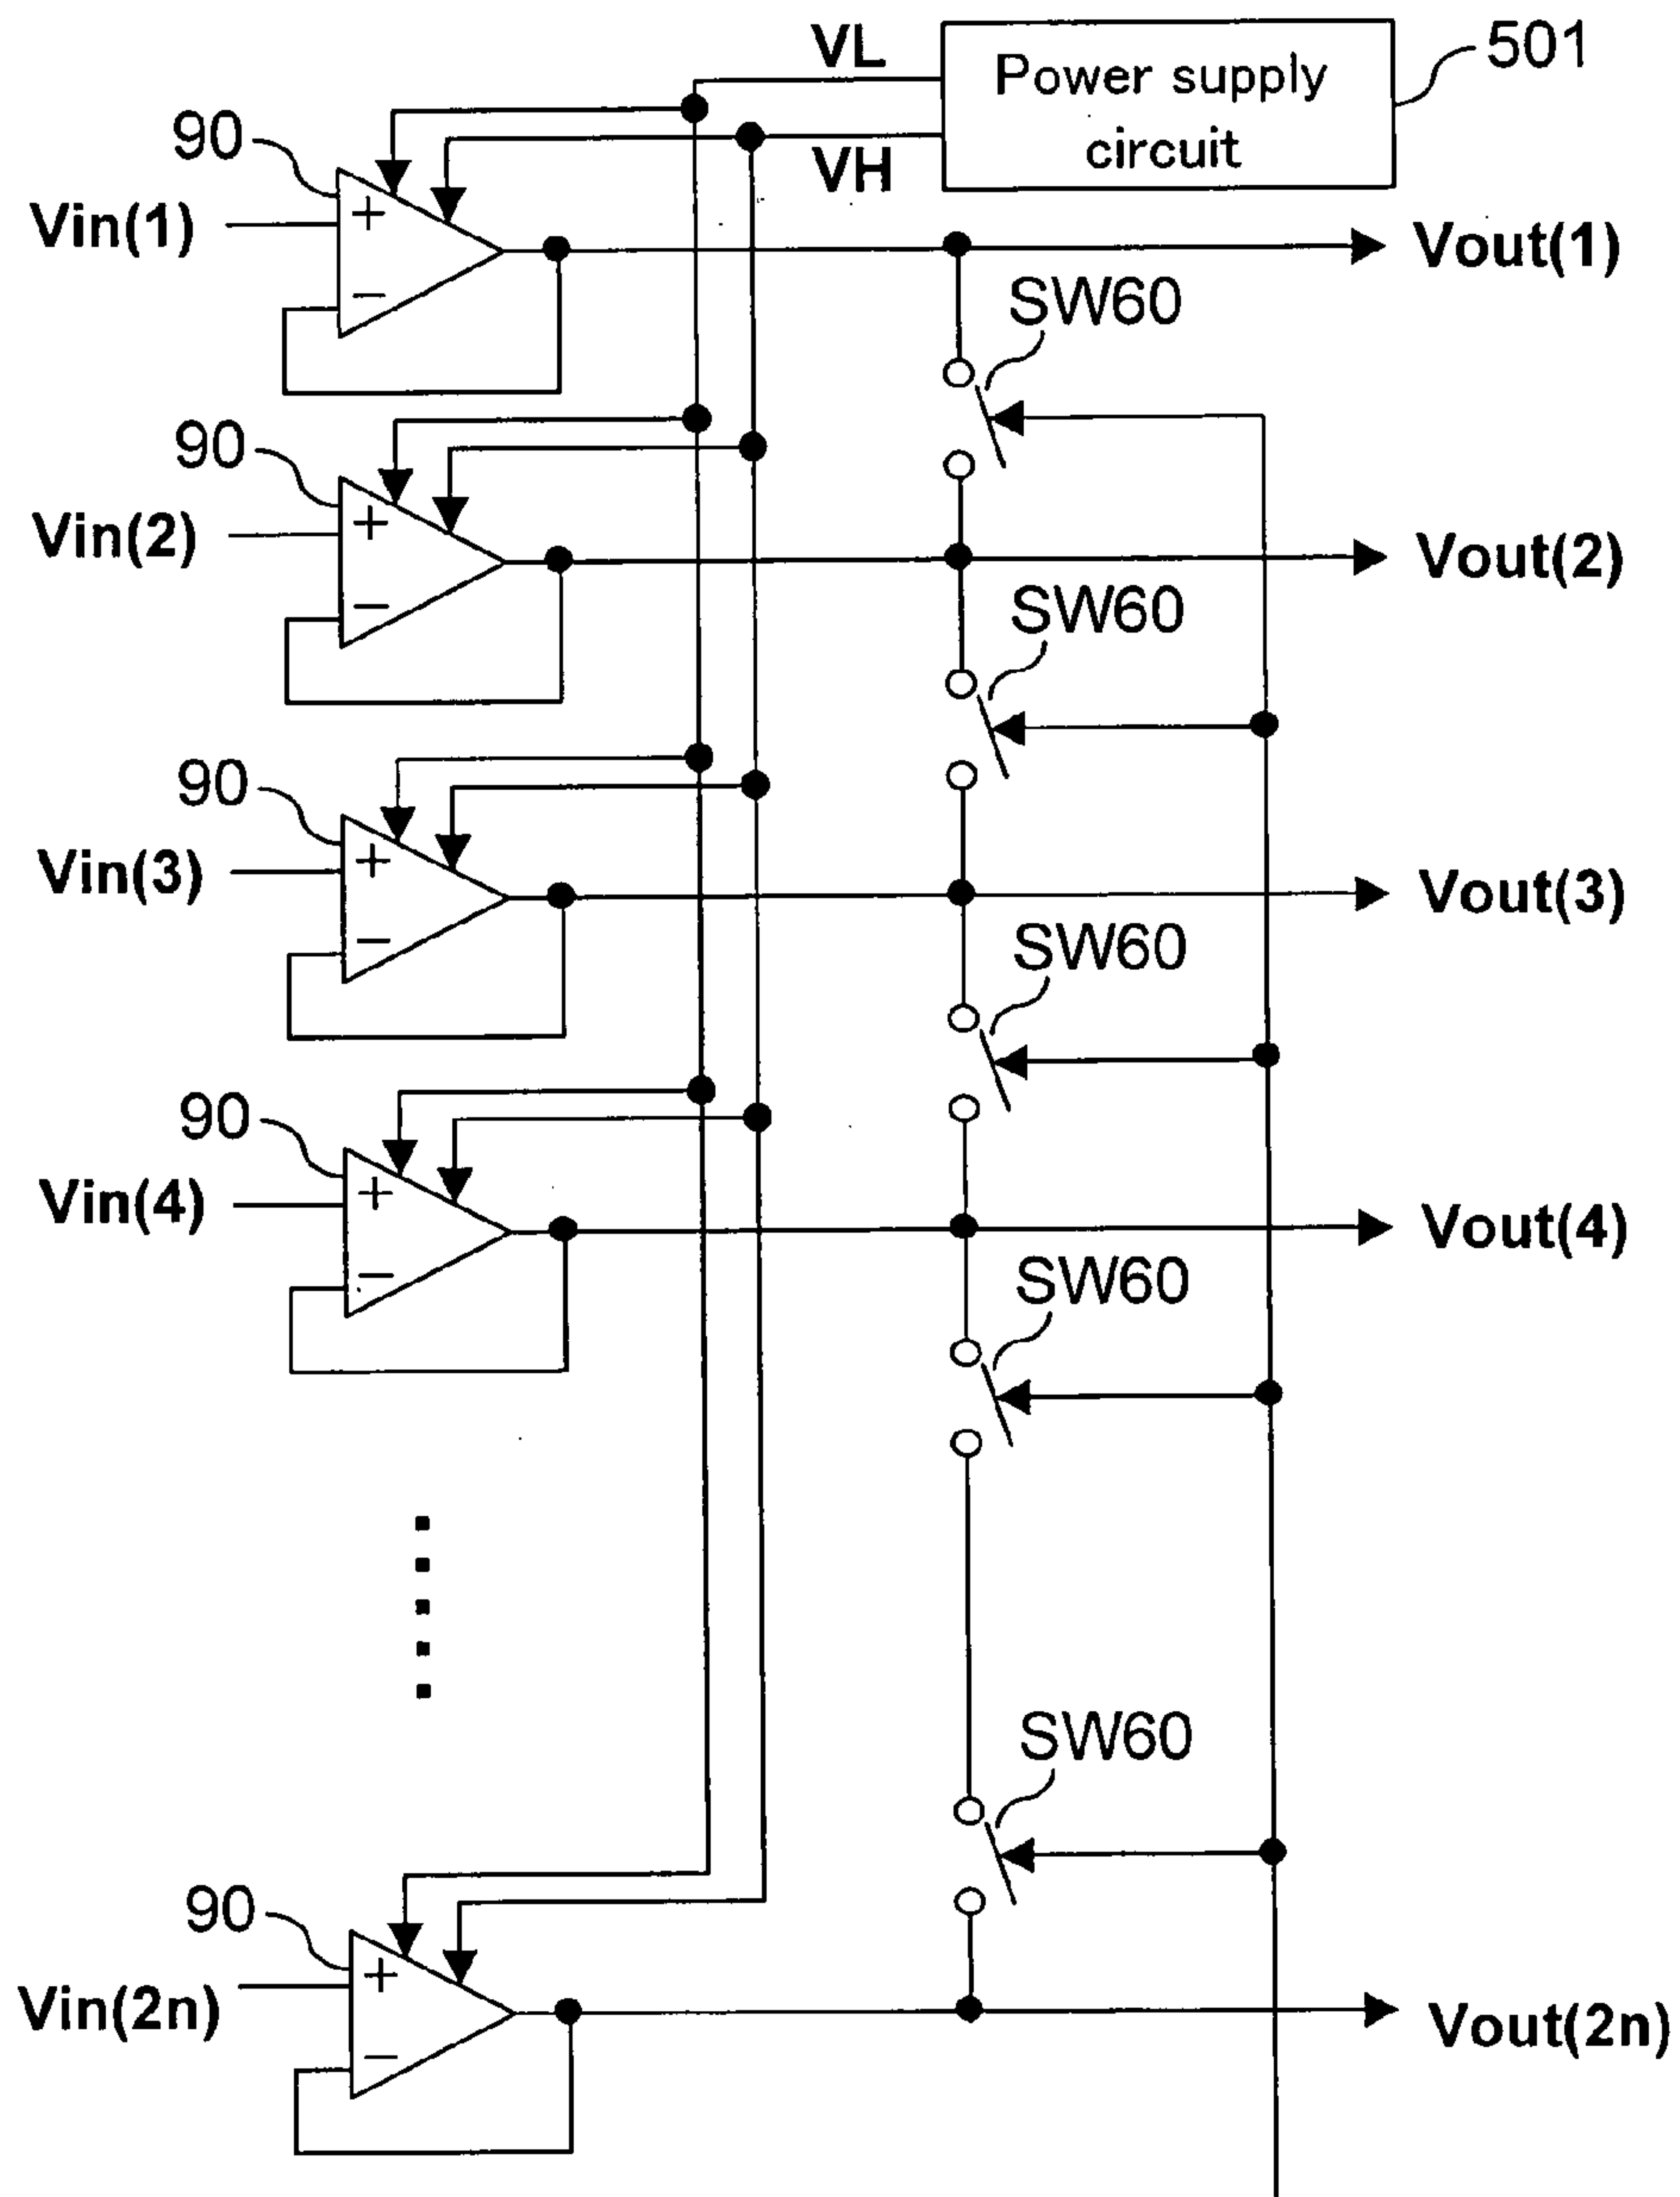 VL
Power supply
circuit
501
VH
90
Vin(1)
+
−
Vout(1)
SW60
90
Vin(2)
+
−
Vout(2)
SW60
90
Vin(3)
+
−
Vout(3)
SW60
90
Vin(4)
+
−
Vout(4)
SW60
SW60
90
Vin(2n)
+
−
Vout(2n)